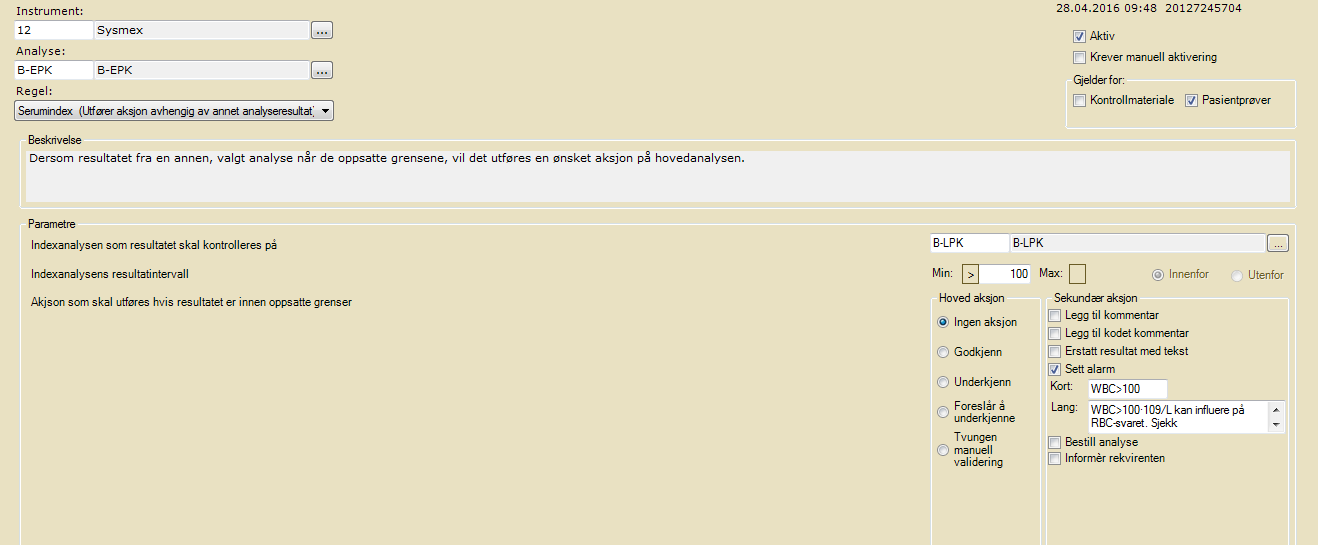 Instrument:
28.04.2016 09:48 20127245704
12 Sysmex ...
Aktiv
Analyse:
Krever manuell aktivering
B-EPK B-EPK ...
Gjelder for:
Regel:
Kontrollmateriale Pasientprøver
Serumindex (Utfører aksjon avhengig av annet analyseresultat)
Beskrivelse
Dersom resultatet fra en annen, valgt analyse når de oppsatte grensene, vil det utføres en ønsket aksjon på hovedanalysen.
Parametre
Indexanalysen som resultatet skal kontrolleres på
B-LPK B-LPK ...
Indexanalysens resultatintervall
Min: > 100 Max: Innenfor Utenfor
Akjson som skal utføres hvis resultatet er innen oppsatte grenser
Hoved aksjon
Ingen aksjon
Godkjenn
Underkjenn
Foreslår å
underkjenne
Tvungen
manuell
validering
Sekundær aksjon
Legg til kommentar
Legg til kodet kommentar
Erstatt resultat med tekst
Sett alarm
Kort: WBC>100
Lang: WBC>100·109/L kan influere på
RBC-svaret. Sjekk
Bestill analyse
Informèr rekvirenten